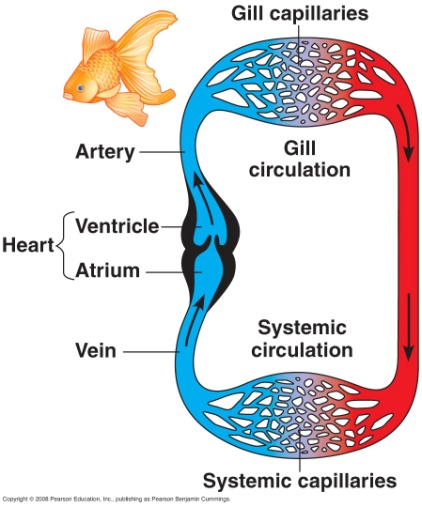 Gill capillaries
Artery
Gill
circulation
Ventricle
Heart
Atrium
Systemic
circulation
Vein
Systemic capillaries
Copyright © 2008 Pearson Education, Inc., publishing as Pearson Benjamin Cummings.